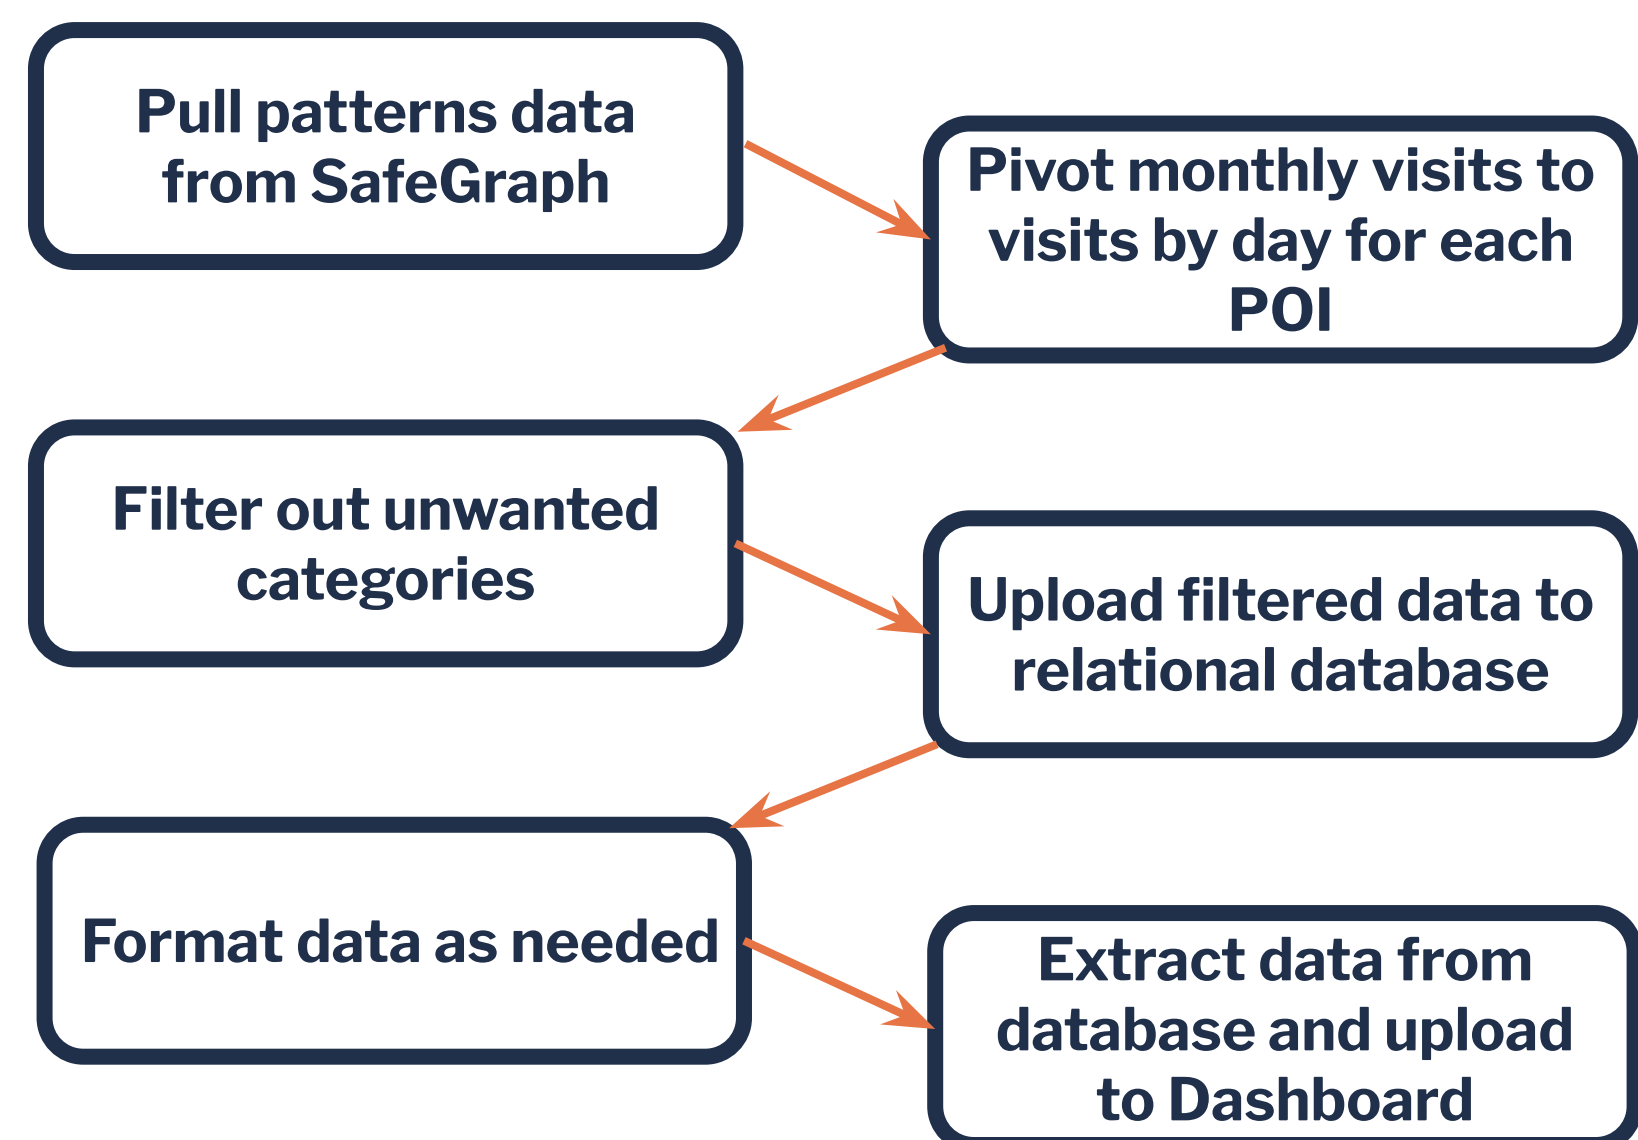 Pull patterns data
from SafeGraph
Pivot monthly visits to
visits by day for each
POI
Filter out unwanted
categories
Upload filtered data to
relational database
Format data as needed
Extract data from
database and upload
to Dashboard